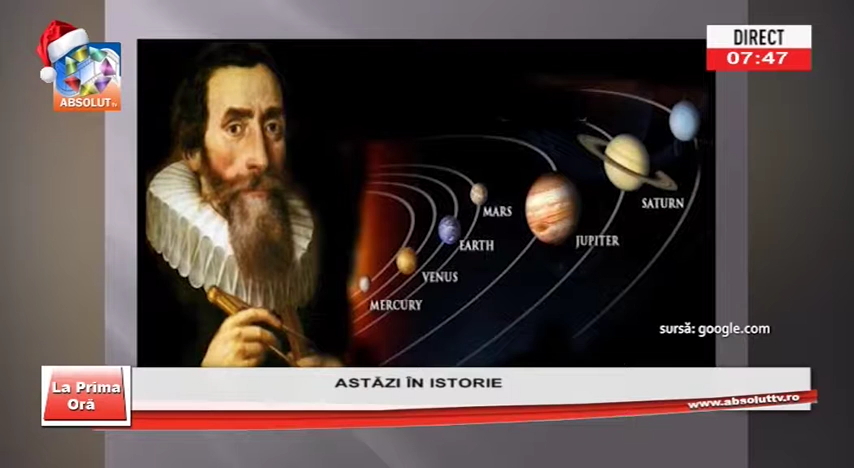 ABSOLUT tv
DIRECT
07:47
MARS
SATURN
EARTH
JUPITER
VENUS
MERCURY
sursă: google.com
La Prima
Oră
ASTĂZI ÎN ISTORIE
www.absoluttv.ro